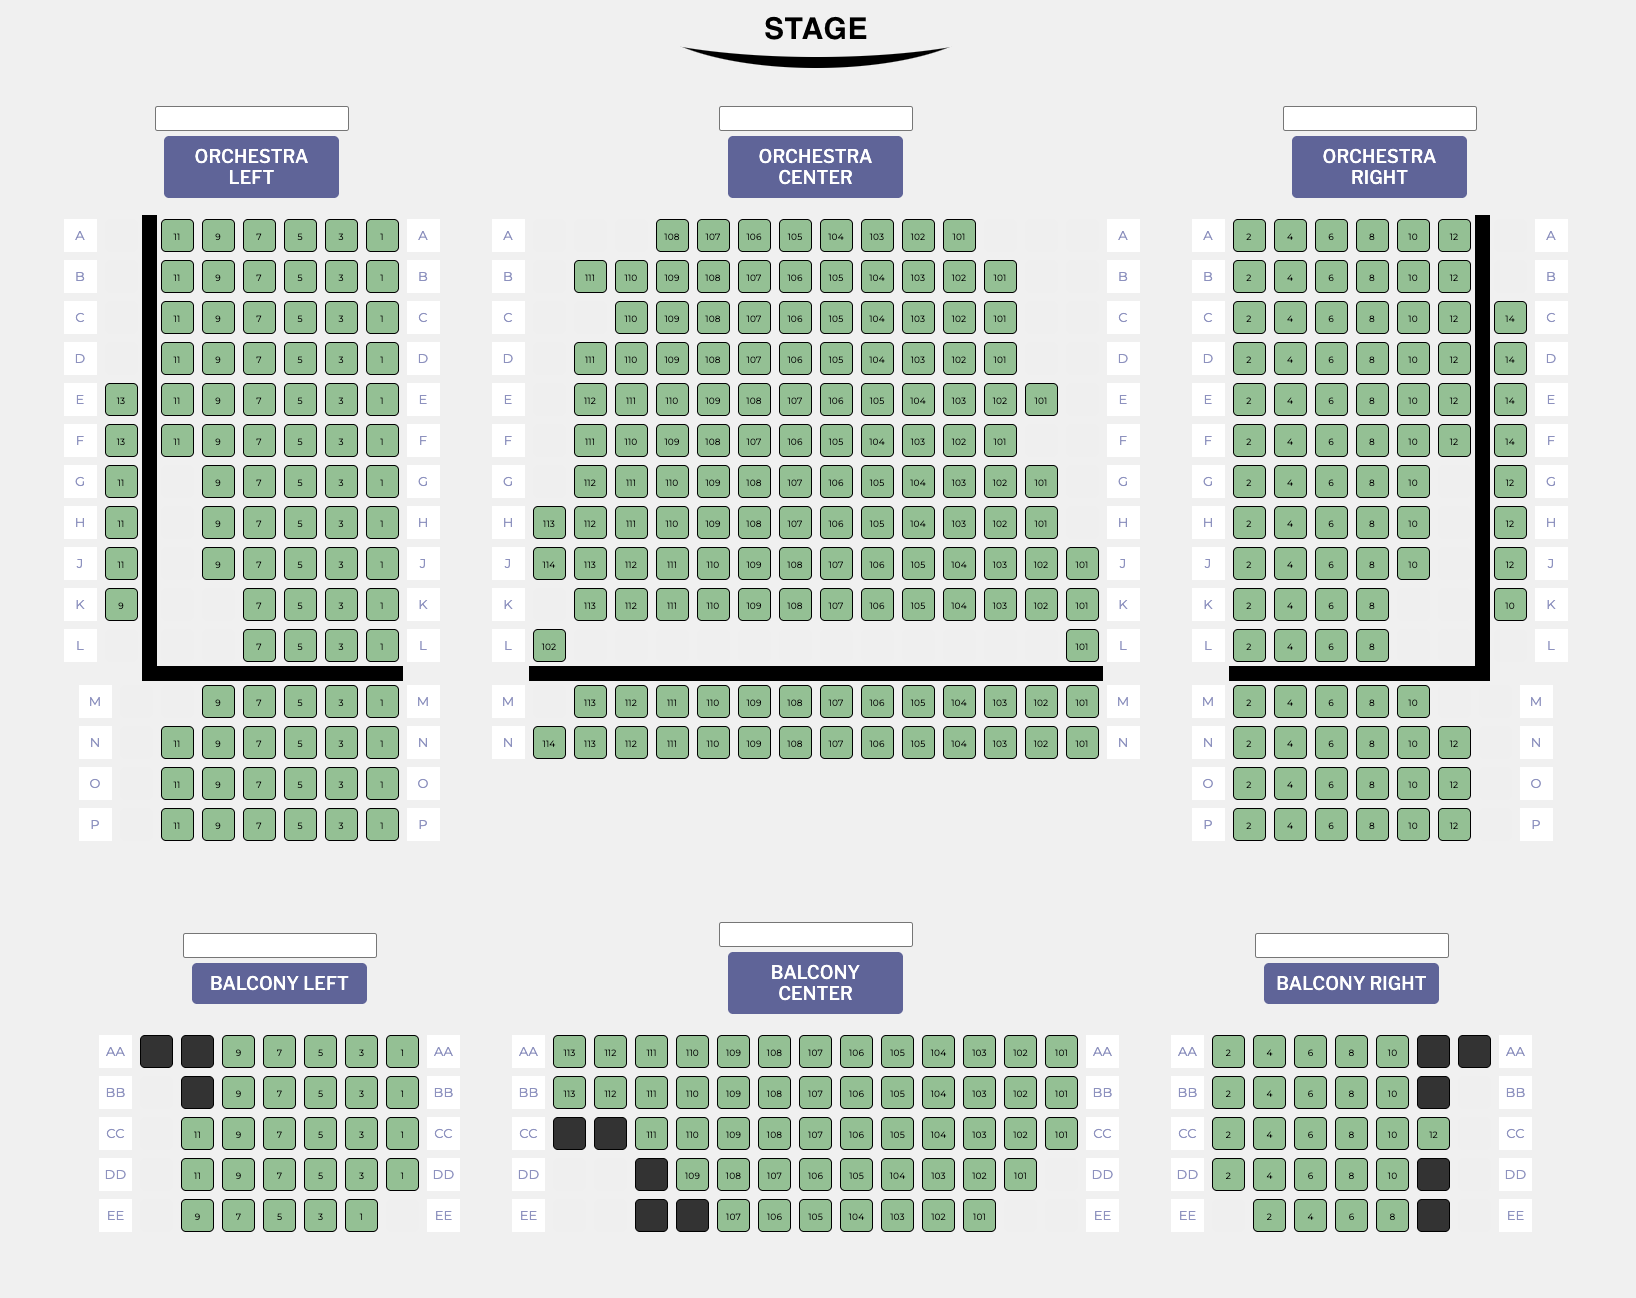 STAGE
ORCHESTRA
LEFT
ORCHESTRA
CENTER
ORCHESTRA
RIGHT
A 11 9 7 5 3 1 A A 108 107 106 105 104 103 102 101 A A 2 4 6 8 10 12 A
B 11 9 7 5 3 1 B B 111 110 109 108 107 106 105 104 103 102 101 B B 2 4 6 8 10 12 B
C 11 9 7 5 3 1 C C 110 109 108 107 106 105 104 103 102 101 C C 2 4 6 8 10 12 14 C
D 11 9 7 5 3 1 D D 111 110 109 108 107 106 105 104 103 102 101 D D 2 4 6 8 10 12 14 D
E 13 11 9 7 5 3 1 E E 112 111 110 109 108 107 106 105 104 103 102 101 E E 2 4 6 8 10 12 14 E
F 13 11 9 7 5 3 1 F F 111 110 109 108 107 106 105 104 103 102 101 F F 2 4 6 8 10 12 14 F
G 11 9 7 5 3 1 G G 112 111 110 109 108 107 106 105 104 103 102 101 G G 2 4 6 8 10 12 G
H 11 9 7 5 3 1 H H 113 112 111 110 109 108 107 106 105 104 103 102 101 H H 2 4 6 8 10 12 H
J 11 9 7 5 3 1 J J 114 113 112 111 110 109 108 107 106 105 104 103 102 101 J J 2 4 6 8 10 12 J
K 9 7 5 3 1 K K 113 112 111 110 109 108 107 106 105 104 103 102 101 K K 2 4 6 8 10 K
L 7 5 3 1 L L 102 101 L L 2 4 6 8 L
M 9 7 5 3 1 M M 113 112 111 110 109 108 107 106 105 104 103 102 101 M M 2 4 6 8 10 M
N 11 9 7 5 3 1 N N 114 113 112 111 110 109 108 107 106 105 104 103 102 101 N N 2 4 6 8 10 12 N
O 11 9 7 5 3 1 O O 2 4 6 8 10 12 O
P 11 9 7 5 3 1 P P 2 4 6 8 10 12 P
BALCONY LEFT
BALCONY
CENTER
BALCONY RIGHT
AA 9 7 5 3 1 AA AA 113 112 111 110 109 108 107 106 105 104 103 102 101 AA AA 2 4 6 8 10 AA
BB 9 7 5 3 1 BB BB 113 112 111 110 109 108 107 106 105 104 103 102 101 BB BB 2 4 6 8 10 BB
CC 11 9 7 5 3 1 CC CC 111 110 109 108 107 106 105 104 103 102 101 CC CC 2 4 6 8 10 12 CC
DD 11 9 7 5 3 1 DD DD 109 108 107 106 105 104 103 102 101 DD DD 2 4 6 8 10 DD
EE 9 7 5 3 1 EE EE 107 106 105 104 103 102 101 EE EE 2 4 6 8 EE